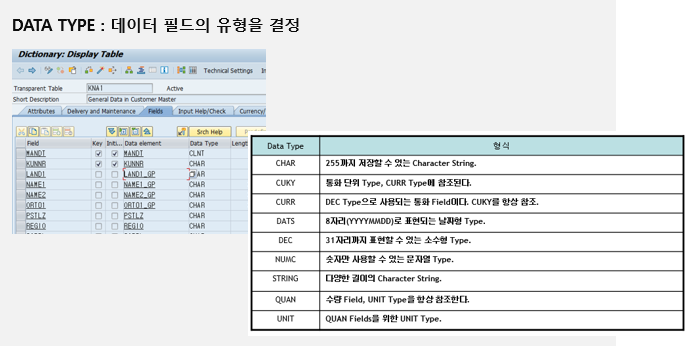 DATA TYPE : 데이터 필드의 유형을 결정
Dictionary: Display Table
Technical Settings
Transparent Table KNA1 Active
Short Description General Data in Customer Master
Attributes Delivery and Maintenance Fields Input Help/Check Currency/
Srch Help
Field Key Initi... Data element Data Type Length
MANDT MANDT CLNT
KUNNR KUNNR CHAR
LAND1 LAND1_GP CHAR
NAME1 NAME1_GP CHAR
NAME2 NAME2_GP CHAR
ORT01 ORT01_GP CHAR
PSTLZ PSTLZ CHAR
REGIO REGIO CHAR
Data Type 형식
CHAR 255까지 저장할 수 있는 Character String.
CUKY 통화 단위 Type, CURR Type에 참조된다.
CURR DEC Type으로 사용되는 통화 Field이다. CUKY를 항상 참조.
DATS 8자리(YYYY/MADD)로 표현되는 날짜형 Type.
DEC 31자리까지 표현할 수 있는 소수형 Type.
NUMC 숫자만 사용할 수 있는 문자열 Type.
STRING 다양한 길이의 Character String.
QUAN 수량 Field, UNIT Type을 항상 참조한다.
UNIT QUAN Fields를 위한 UNIT Type.